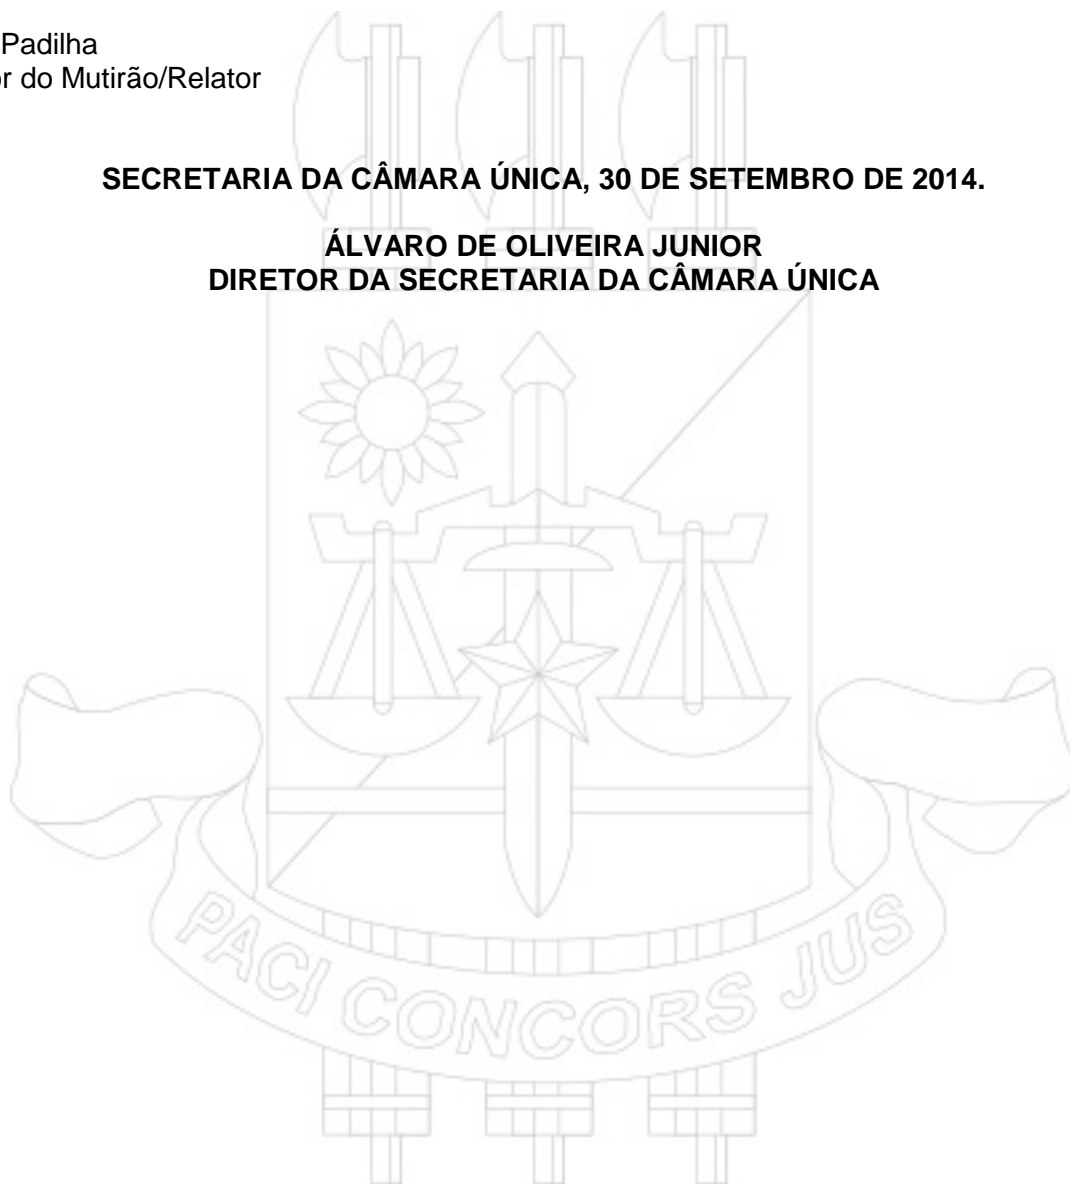 Padilha
r do Mutirão/Relator
SECRETARIA DA CÂMARA ÚNICA, 30 DE SETEMBRO DE 2014.
ÁLVARO DE OLIVEIRA JUNIOR
DIRETOR DA SECRETARIA DA CÂMARA ÚNICA
PACI CONCORS JUS